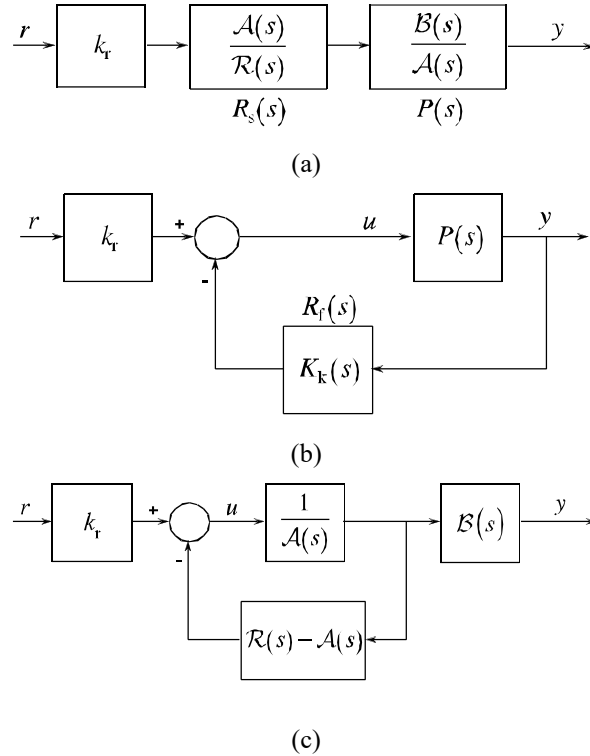 r k_r 𝒜(s)/ℛ(s) ℬ(s)/𝒜(s) y
R_s(s) P(s)
(a)
r k_r + - u P(s) y
R_f(s)
K_k(s)
(b)
r k_r + - u 1/𝒜(s) ℬ(s) y
ℛ(s) − 𝒜(s)
(c)